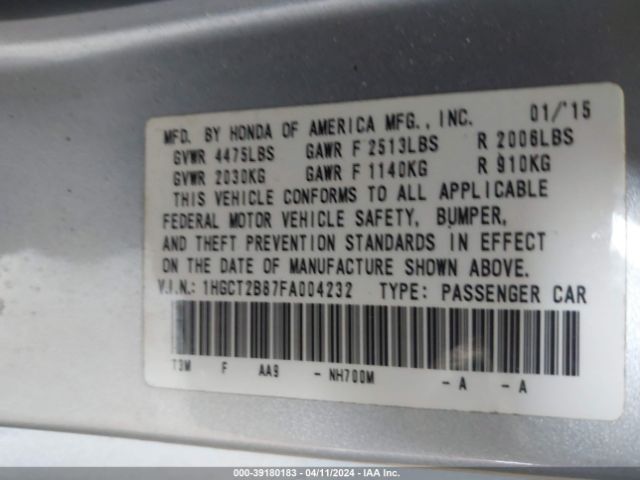 MFD. BY HONDA OF AMERICA MFG., INC. 01/'15
GVWR 4475LBS GAWR F 2513LBS R 2006LBS
GVWR 2030KG GAWR F 1140KG R 910KG
THIS VEHICLE CONFORMS TO ALL APPLICABLE
FEDERAL MOTOR VEHICLE SAFETY, BUMPER,
AND THEFT PREVENTION STANDARDS IN EFFECT
ON THE DATE OF MANUFACTURE SHOWN ABOVE.
V.I.N.: 1HGCT2B87FA004232 TYPE: PASSENGER CAR
T3M F AA9 - NH700M - A - A
000-39180183 - 04/11/2024 - IAA Inc.